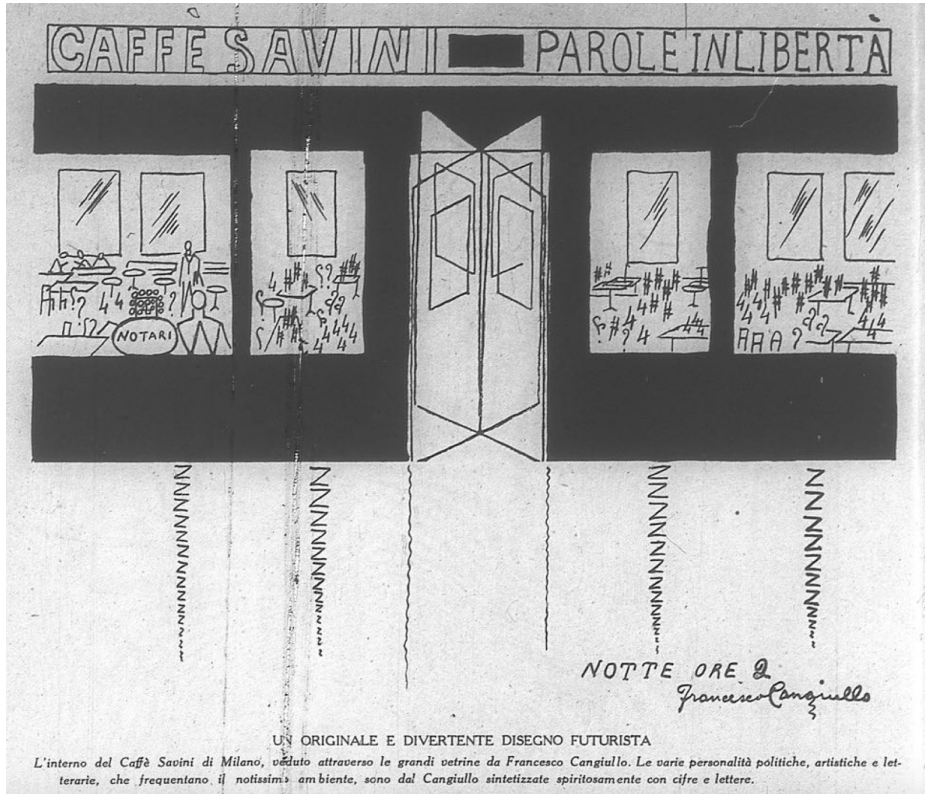 CAFFÈ SAVINI PAROLE IN LIBERTÀ
NOTARI
NOTTE ORE 2
Francesco Cangiullo
UN ORIGINALE E DIVERTENTE DISEGNO FUTURISTA
L'interno del Caffè Savini di Milano, veduto attraverso le grandi vetrine da Francesco Cangiullo. Le varie personalità politiche, artistiche e let-
terarie, che frequentano il notissimo ambiente, sono dal Cangiullo sintetizzate spiritosamente con cifre e lettere.